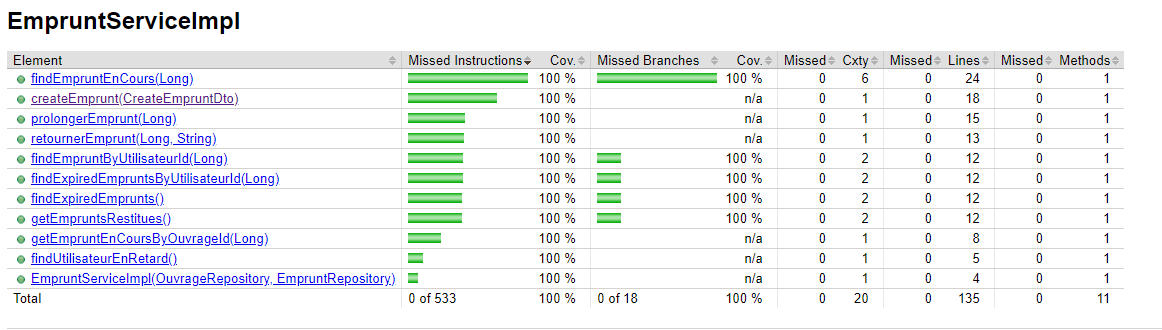 EmpruntServiceImpl
Element Missed Instructions Cov. Missed Branches Cov. Missed Cxty Missed Lines Missed Methods
findEmpruntEnCours(Long) 100 % 100 % 0 6 0 24 0 1
createEmprunt(CreateEmpruntDto) 100 % n/a 0 1 0 18 0 1
prolongerEmprunt(Long) 100 % n/a 0 1 0 15 0 1
retournerEmprunt(Long, String) 100 % n/a 0 1 0 13 0 1
findEmpruntByUtilisateurId(Long) 100 % 100 % 0 2 0 12 0 1
findExpiredEmpruntsByUtilisateurId(Long) 100 % 100 % 0 2 0 12 0 1
findExpiredEmprunts() 100 % 100 % 0 2 0 12 0 1
getEmpruntsRestitues() 100 % 100 % 0 2 0 12 0 1
getEmpruntEnCoursByOuvrageId(Long) 100 % n/a 0 1 0 8 0 1
findUtilisateurEnRetard() 100 % n/a 0 1 0 5 0 1
EmpruntServiceImpl(OuvrageRepository, EmpruntRepository) 100 % n/a 0 1 0 4 0 1
Total 0 of 533 100 % 0 of 18 100 % 0 20 0 135 0 11